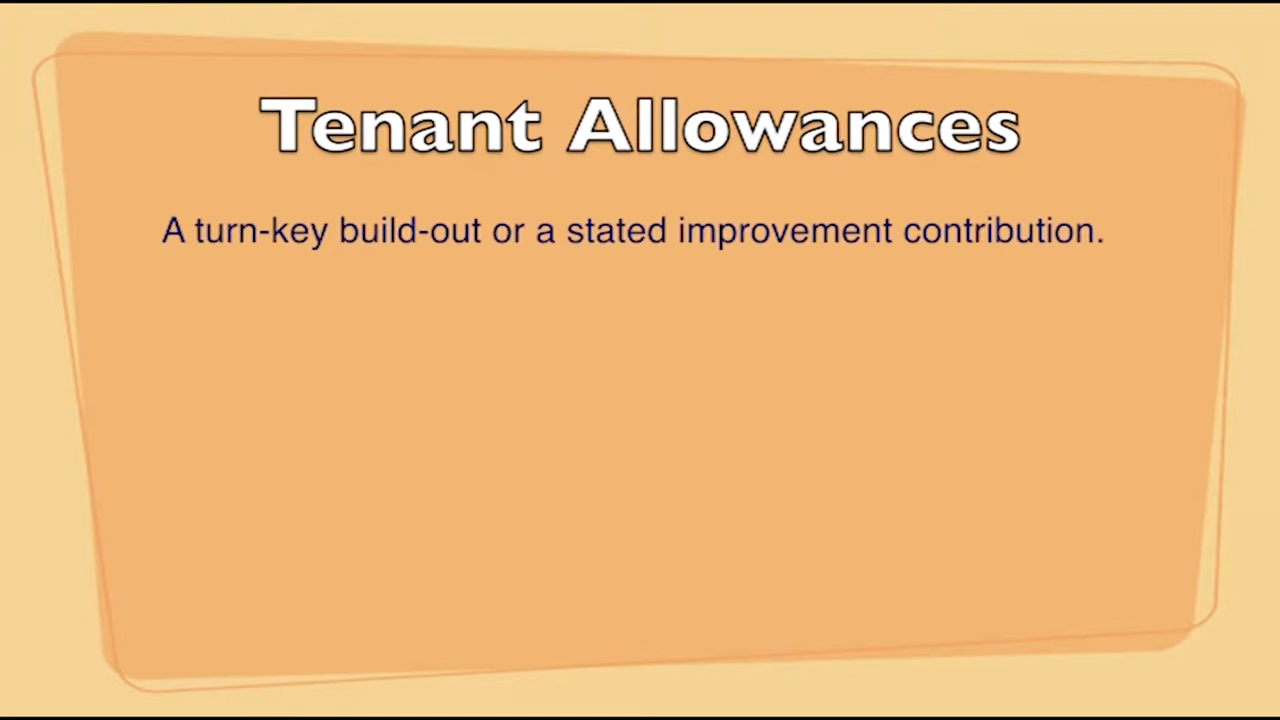 Tenant Allowances
A turn-key build-out or a stated improvement contribution.